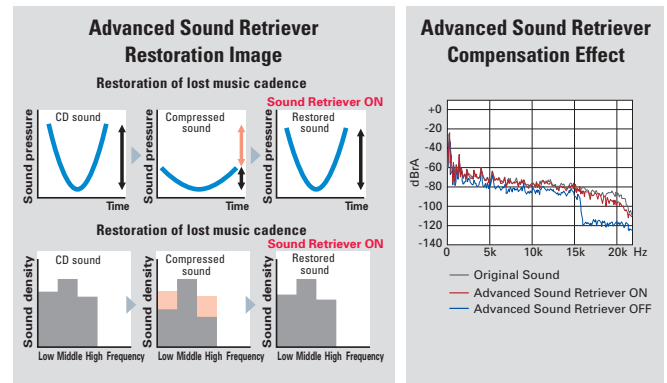 Advanced Sound Retriever
Restoration Image
Restoration of lost music cadence
Sound Retriever ON
Sound pressure
CD sound
Time
Sound pressure
Compressed
sound
Sound pressure
Restored
sound
Time
Restoration of lost music cadence
Sound Retriever ON
Sound density
CD sound
Low Middle High Frequency
Sound density
Compressed
sound
Low Middle High Frequency
Sound density
Restored
sound
Low Middle High Frequency
Advanced Sound Retriever
Compensation Effect
dBrA
+0
-20
-40
-60
-80
-100
-120
-140
0 5k 10k 15k 20k Hz
Original Sound
Advanced Sound Retriever ON
Advanced Sound Retriever OFF